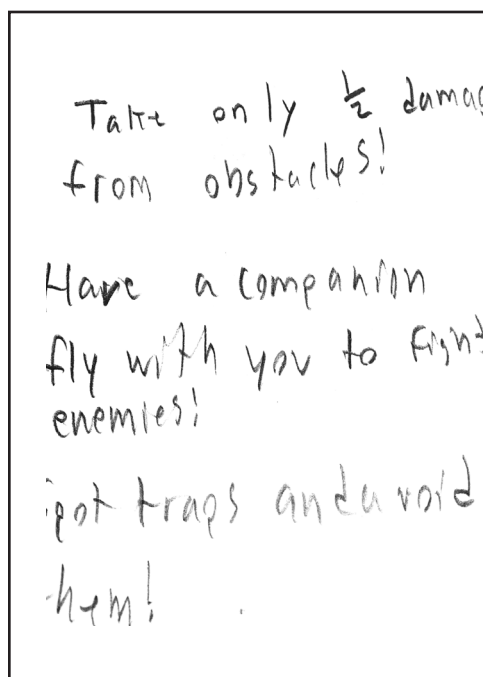 Take only ½ damag
from obstacles!
Have a companion
fly with you to fight
enemies!
pot traps and avoid
hem!